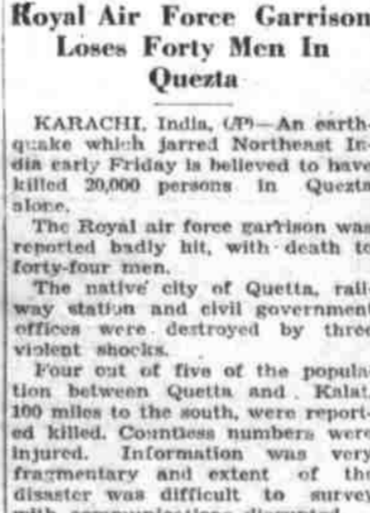 Royal Air Force Garrison
Loses Forty Men In
Quezta
KARACHI, India, (/P)—An earth-
quake which jarred Northeast In-
dia early Friday is believed to have
killed 20,000 persons in Quezta
alone.
The Royal air force garrison was
reported badly hit, with death to
forty-four men.
The native city of Quetta, rail-
way station and civil government
offices were destroyed by three
violent shocks.
Four out of five of the popula-
tion between Quetta and Kalat,
100 miles to the south, were report-
ed killed. Countless numbers were
injured. Information was very
fragmentary and extent of the
disaster was difficult to survey
with communications disrupted